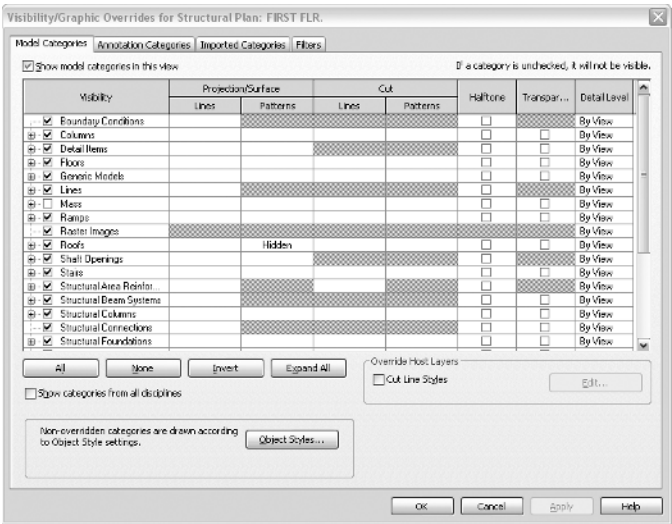 Visibility/Graphic Overrides for Structural Plan: FIRST FLR.
Model Categories Annotation Categories Imported Categories Filters
Show model categories in this view If a category is unchecked, it will not be visible.
Visibility Projection/Surface Cut Halftone Transpar... Detail Level
Lines Patterns Lines Patterns
Boundary Conditions By View
Columns By View
Detail Items By View
Floors By View
Generic Models By View
Lines By View
Mass By View
Ramps By View
Raster Images By View
Roofs Hidden By View
Shaft Openings By View
Stairs By View
Structural Area Reinfor... By View
Structural Beam Systems By View
Structural Columns By View
Structural Connections By View
Structural Foundations By View
All None Invert Expand All
Override Host Layers
Cut Line Styles Edit...
Show categories from all disciplines
Non-overridden categories are drawn according
to Object Style settings.
Object Styles...
OK Cancel Apply Help